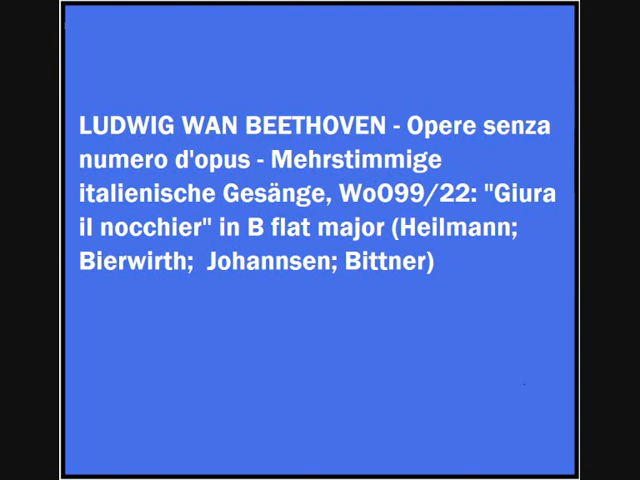 LUDWIG WAN BEETHOVEN - Opere senza
numero d'opus - Mehrstimmige
italienische Gesänge, WoO99/22: "Giura
il nocchier" in B flat major (Heilmann;
Bierwirth;  Johannsen; Bittner)